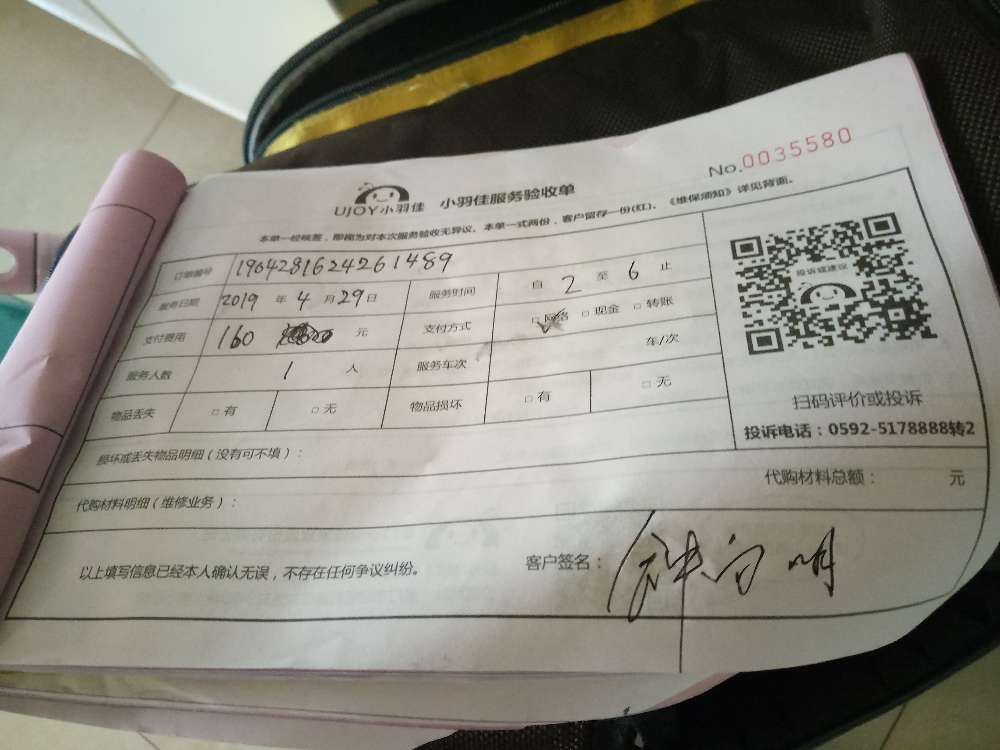 No.0035580
UJOY小羽佳 小羽佳服务验收单
本单一经候签，即视为对本次服务验收无异议。本单一式两份，客户留存一份(红)。《维保须知》详见背面。
订单编号 1904281624261489
服务日期 2019 年 4 月 29 日 服务时间 自 2 至 6 止
支付费用 160 元 支付方式 □ 网络 □ 现金 □ 转账
服务人数 1 人 服务车次 车/次
物品丢失 □ 有 □ 无 物品损坏 □ 有 □ 无
投诉或建议
扫码评价或投诉
投诉电话：0592-5178888转2
损坏或丢失物品明细（没有可不填）：
代购材料明细（维修业务）： 代购材料总额： 元
以上填写信息已经本人确认无误，不存在任何争议纠纷。 客户签名：